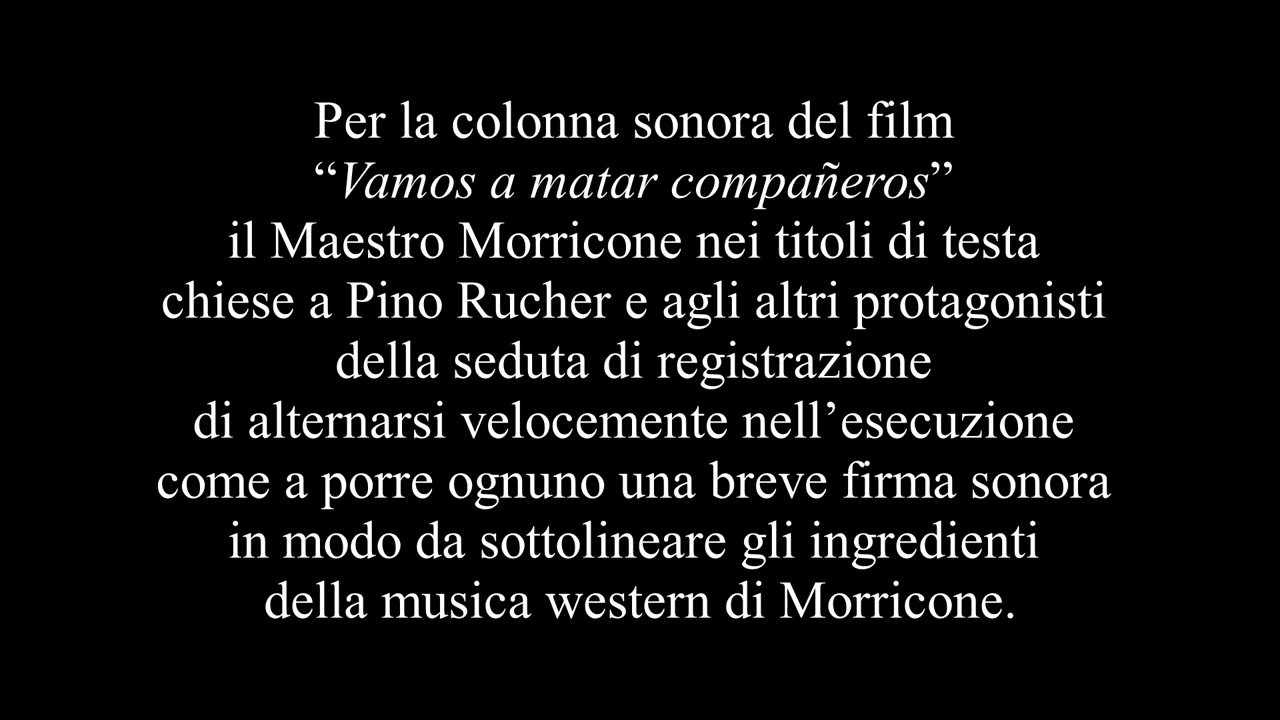 Per la colonna sonora del film
“Vamos a matar compañeros”
il Maestro Morricone nei titoli di testa
chiese a Pino Rucher e agli altri protagonisti
della seduta di registrazione
di alternarsi velocemente nell’esecuzione
come a porre ognuno una breve firma sonora
in modo da sottolineare gli ingredienti
della musica western di Morricone.